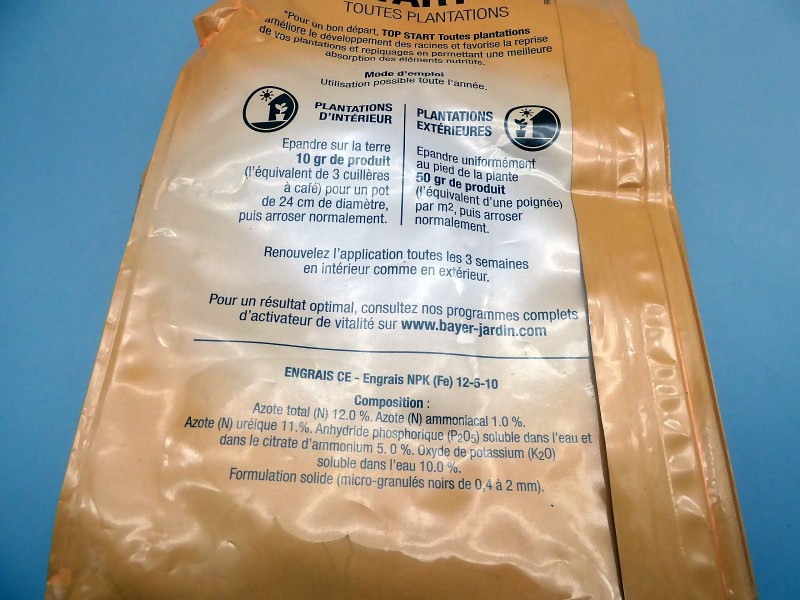 TOUTES PLANTATIONS
*Pour un bon départ, TOP START Toutes plantations
améliore le développement des racines et favorise la reprise
de vos plantations et repiquages en permettant une meilleure
absorption des éléments nutritifs.
Mode d'emploi
Utilisation possible toute l'année.
PLANTATIONS
D'INTÉRIEUR
Epandre sur la terre
10 gr de produit
(l'équivalent de 3 cuillères
à café) pour un pot
de 24 cm de diamètre,
puis arroser normalement.
PLANTATIONS
EXTÉRIEURES
Epandre uniformément
au pied de la plante
50 gr de produit
(l'équivalent d'une poignée)
par m2, puis arroser
normalement.
Renouvelez l'application toutes les 3 semaines
en intérieur comme en extérieur.
Pour un résultat optimal, consultez nos programmes complets
d'activateur de vitalité sur www.bayer-jardin.com
ENGRAIS CE - Engrais NPK (Fe) 12-5-10
Composition :
Azote total (N) 12.0 %. Azote (N) ammoniacal 1.0 %.
Azote (N) uréique 11.%. Anhydride phosphorique (P2O5) soluble dans l'eau et
dans le citrate d'ammonium 5. 0 %. Oxyde de potassium (K2O)
soluble dans l'eau 10.0 %.
Formulation solide (micro-granulés noirs de 0,4 à 2 mm).